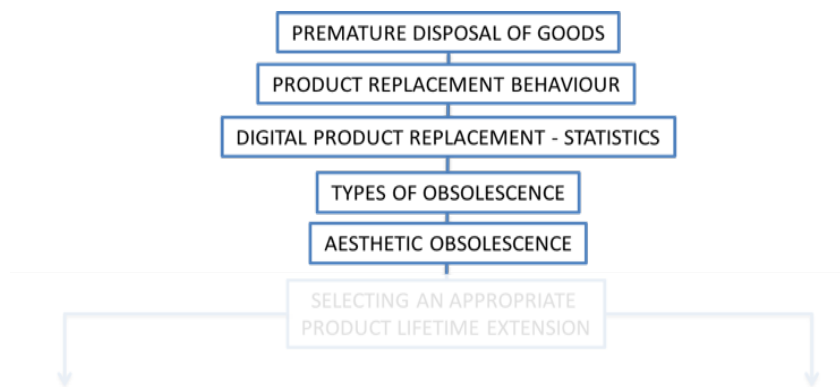 PREMATURE DISPOSAL OF GOODS
PRODUCT REPLACEMENT BEHAVIOUR
DIGITAL PRODUCT REPLACEMENT - STATISTICS
TYPES OF OBSOLESCENCE
AESTHETIC OBSOLESCENCE
SELECTING AN APPROPRIATE
PRODUCT LIFETIME EXTENSION